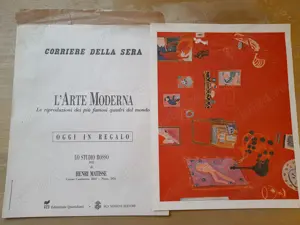 CORRIERE DELLA SERA
L'ARTE MODERNA
Le riproduzioni dei più famosi quadri del mondo
OGGI IN REGALO
LO STUDIO ROSSO
di
HENRI MATISSE